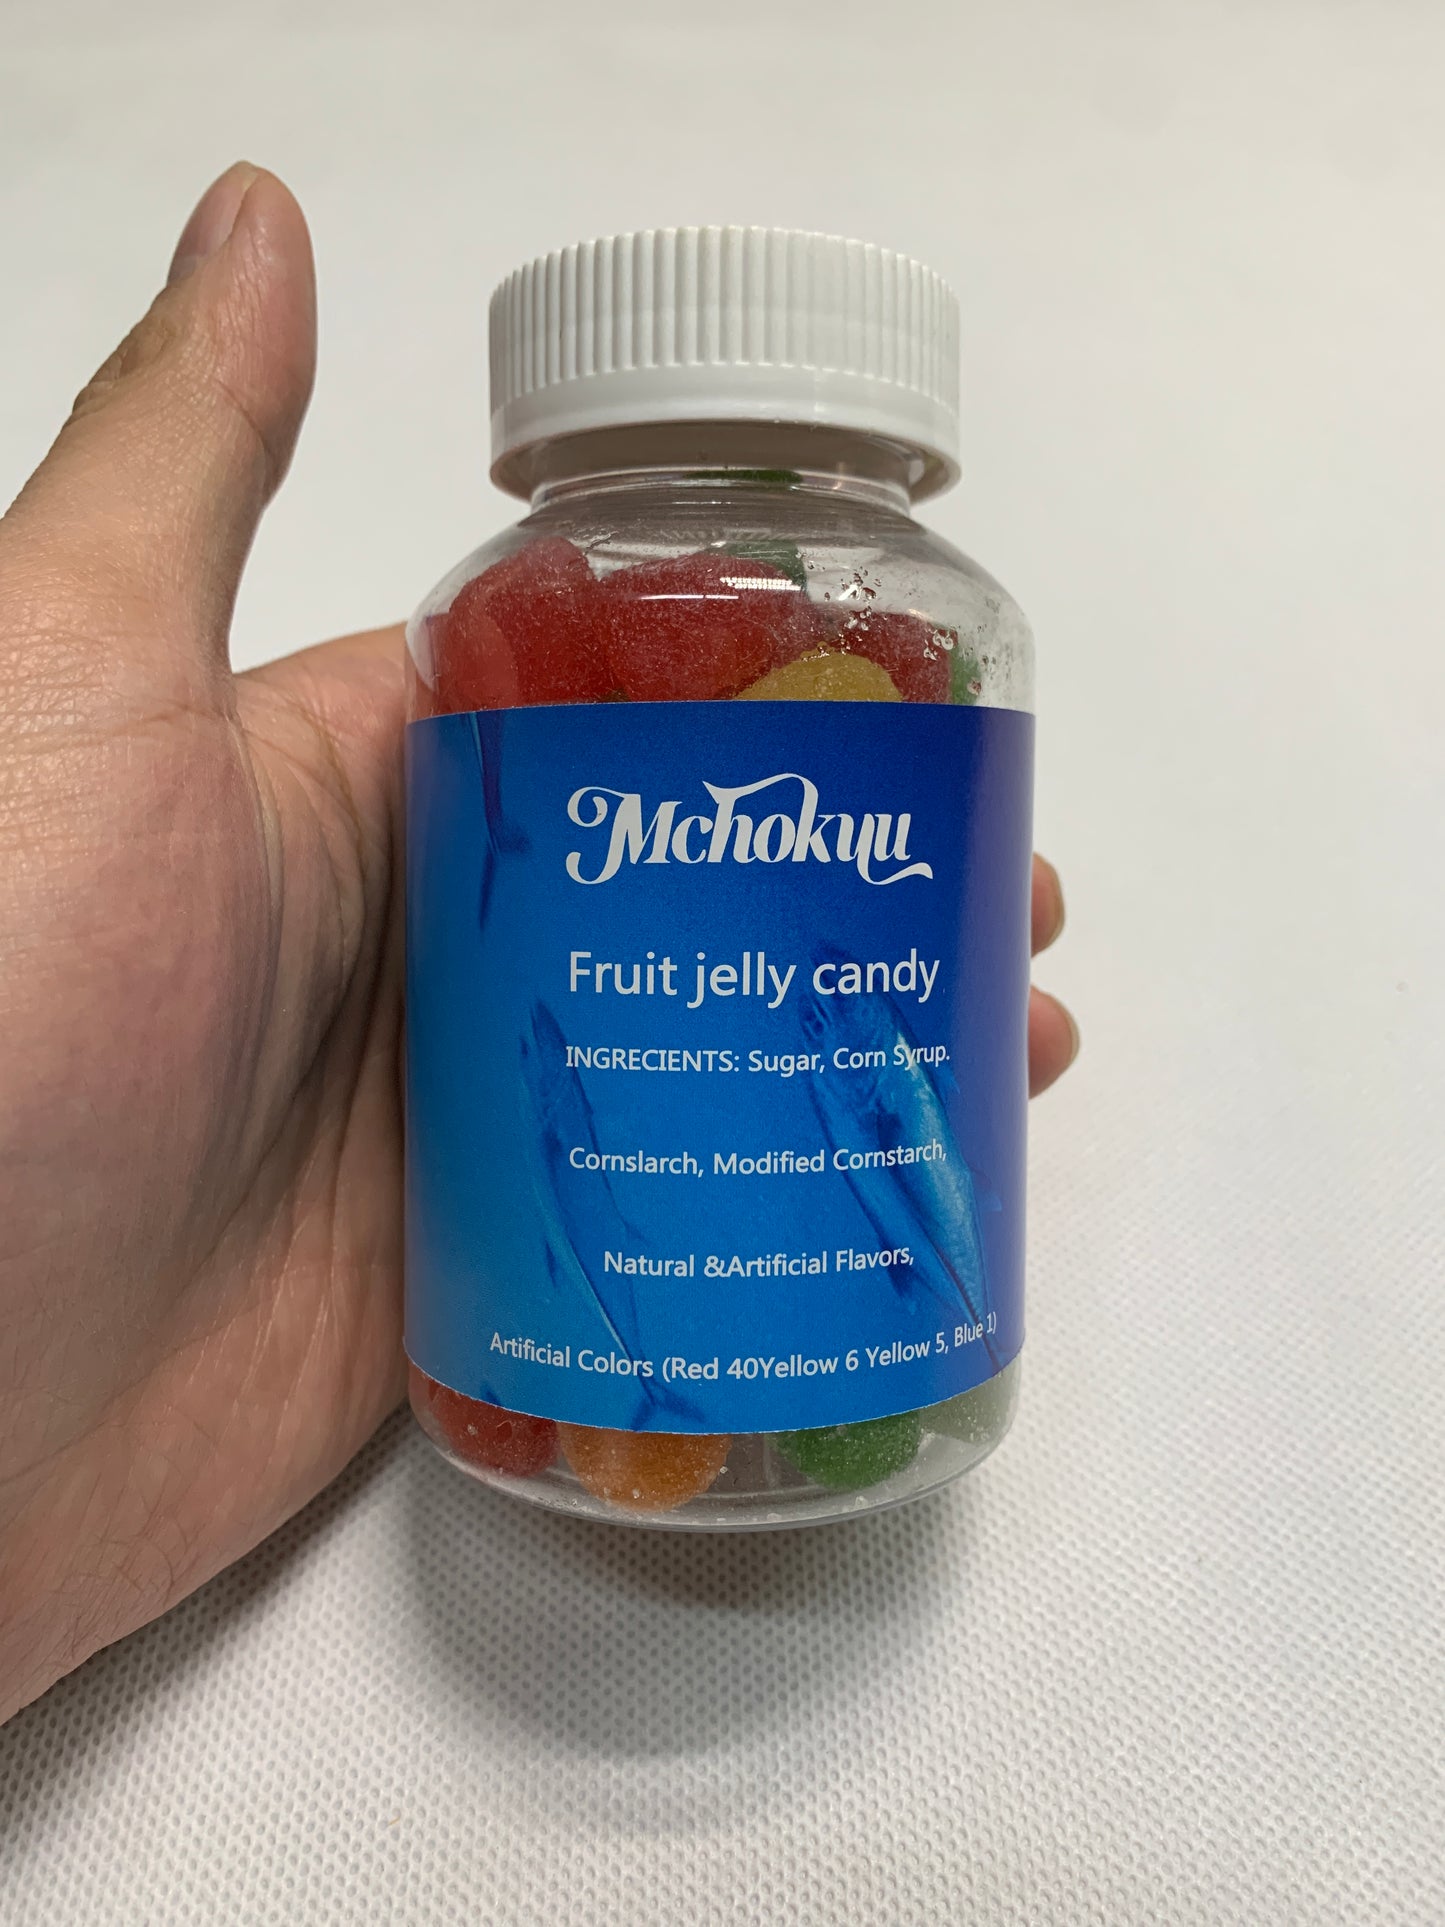 Mchokyu
Fruit jelly candy
INGRECIENTS: Sugar, Corn Syrup.
Cornslarch, Modified Cornstarch,
Natural &Artificial Flavors,
Artificial Colors (Red 40Yellow 6 Yellow 5, Blue 1)